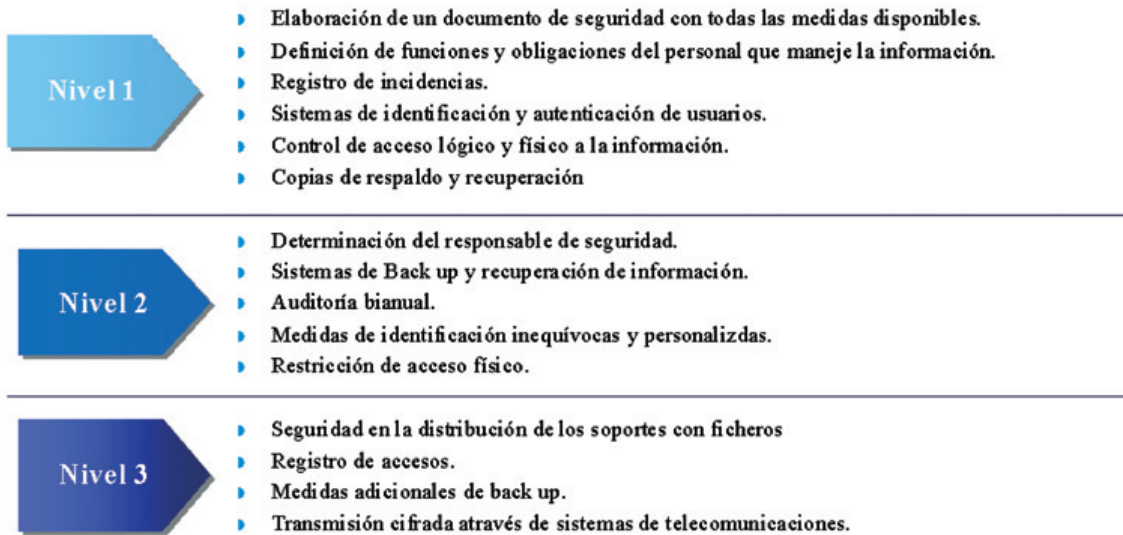 Nivel 1
Elaboración de un documento de seguridad con todas las medidas disponibles.
Definición de funciones y obligaciones del personal que maneje la información.
Registro de incidencias.
Sistemas de identificación y autenticación de usuarios.
Control de acceso lógico y físico a la información.
Copias de respaldo y recuperación
Nivel 2
Determinación del responsable de seguridad.
Sistemas de Back up y recuperación de información.
Auditoría bianual.
Medidas de identificación inequívocas y personalizdas.
Restricción de acceso físico.
Nivel 3
Seguridad en la distribución de los soportes con ficheros
Registro de accesos.
Medidas adicionales de back up.
Transmisión cifrada através de sistemas de telecomunicaciones.